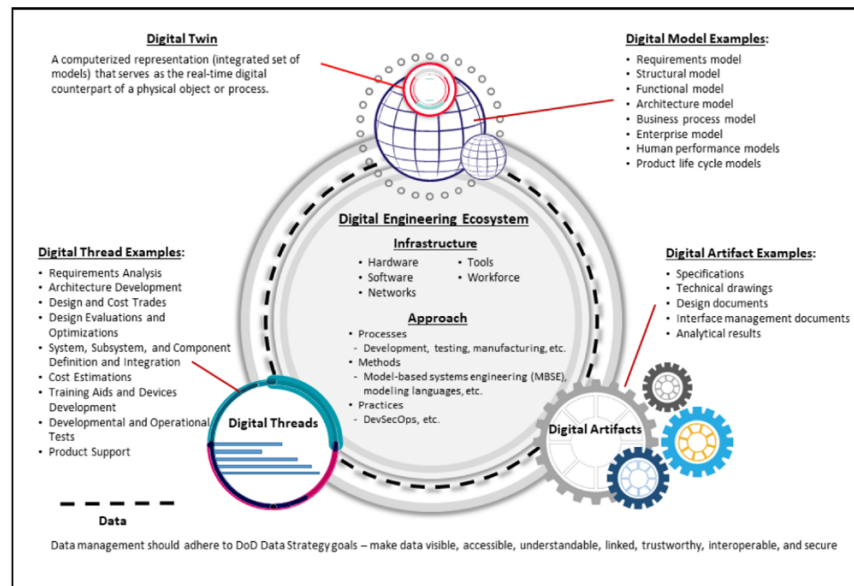 Digital Twin
A computerized representation (integrated set of
models) that serves as the real-time digital
counterpart of a physical object or process.
Digital Model Examples:
• Requirements model
• Structural model
• Functional model
• Architecture model
• Business process model
• Enterprise model
• Human performance models
• Product life cycle models
Digital Engineering Ecosystem
Infrastructure
• Hardware
• Software
• Networks
• Tools
• Workforce
Approach
• Processes
- Development, testing, manufacturing, etc.
• Methods
- Model-based systems engineering (MBSE),
modeling languages, etc.
• Practices
- DevSecOps, etc.
Digital Thread Examples:
• Requirements Analysis
• Architecture Development
• Design and Cost Trades
• Design Evaluations and
Optimizations
• System, Subsystem, and Component
Definition and Integration
• Cost Estimations
• Training Aids and Devices
Development
• Developmental and Operational
Tests
• Product Support
Digital Artifact Examples:
• Specifications
• Technical drawings
• Design documents
• Interface management documents
• Analytical results
Digital Threads
Digital Artifacts
Data
Data management should adhere to DoD Data Strategy goals – make data visible, accessible, understandable, linked, trustworthy, interoperable, and secure